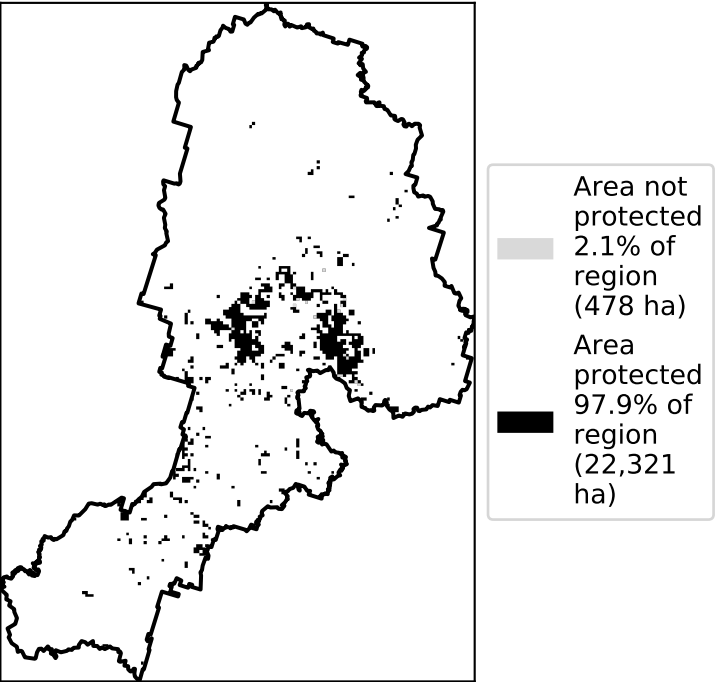 Area not
protected
2.1% of
region
(478 ha)
Area
protected
97.9% of
region
(22,321
ha)